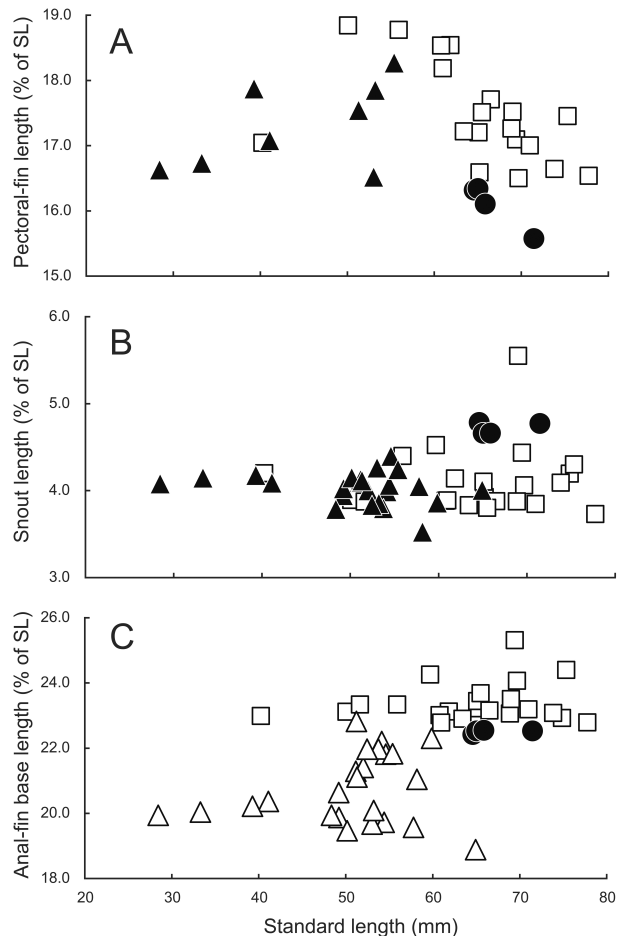 A
19.0
18.0
17.0
16.0
15.0
Pectoral-fin length (% of SL)
B
6.0
5.0
4.0
3.0
Snout length (% of SL)
C
26.0
24.0
22.0
20.0
18.0
Anal-fin base length (% of SL)
20 30 40 50 60 70 80
Standard length (mm)